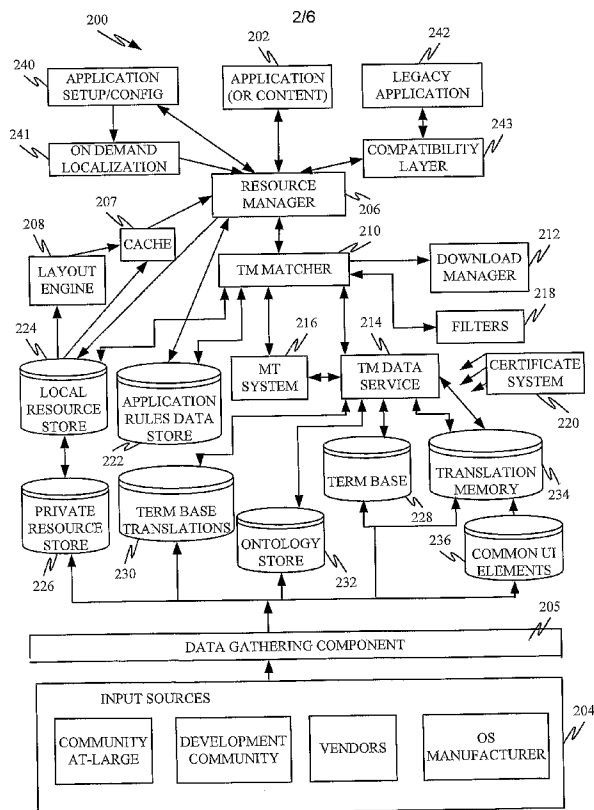 2/6
200
240
202
242
APPLICATION
SETUP/CONFIG
APPLICATION
(OR CONTENT)
LEGACY
APPLICATION
241
243
ON DEMAND
LOCALIZATION
COMPATIBILITY
LAYER
207
RESOURCE
MANAGER
206
208
CACHE
210
212
LAYOUT
ENGINE
TM MATCHER
DOWNLOAD
MANAGER
218
224
216
214
FILTERS
MT
SYSTEM
TM DATA
SERVICE
CERTIFICATE
SYSTEM
220
LOCAL
RESOURCE
STORE
APPLICATION
RULES DATA
STORE
222
TERM BASE
228
TRANSLATION
MEMORY
234
PRIVATE
RESOURCE
STORE
226
TERM BASE
TRANSLATIONS
230
ONTOLOGY
STORE
232
236
COMMON UI
ELEMENTS
205
DATA GATHERING COMPONENT
INPUT SOURCES
204
COMMUNITY
AT-LARGE
DEVELOPMENT
COMMUNITY
VENDORS
OS
MANUFACTURER